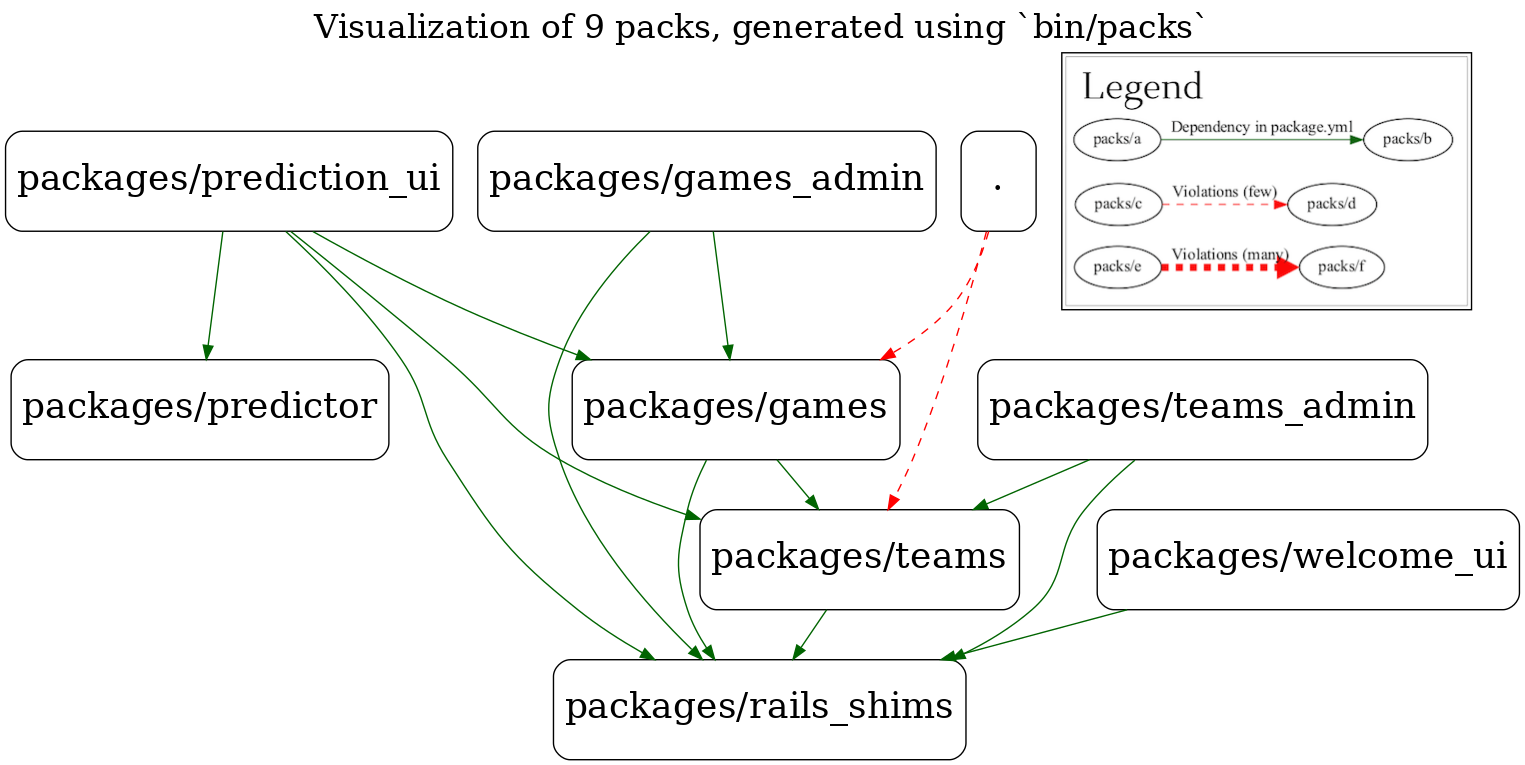 Visualization of 9 packs, generated using `bin/packs`
Legend
packs/a
Dependency in package.yml
packs/b
packs/c
Violations (few)
packs/d
packs/e
Violations (many)
packs/f
packages/prediction_ui
packages/games_admin
.
packages/predictor
packages/games
packages/teams_admin
packages/teams
packages/welcome_ui
packages/rails_shims